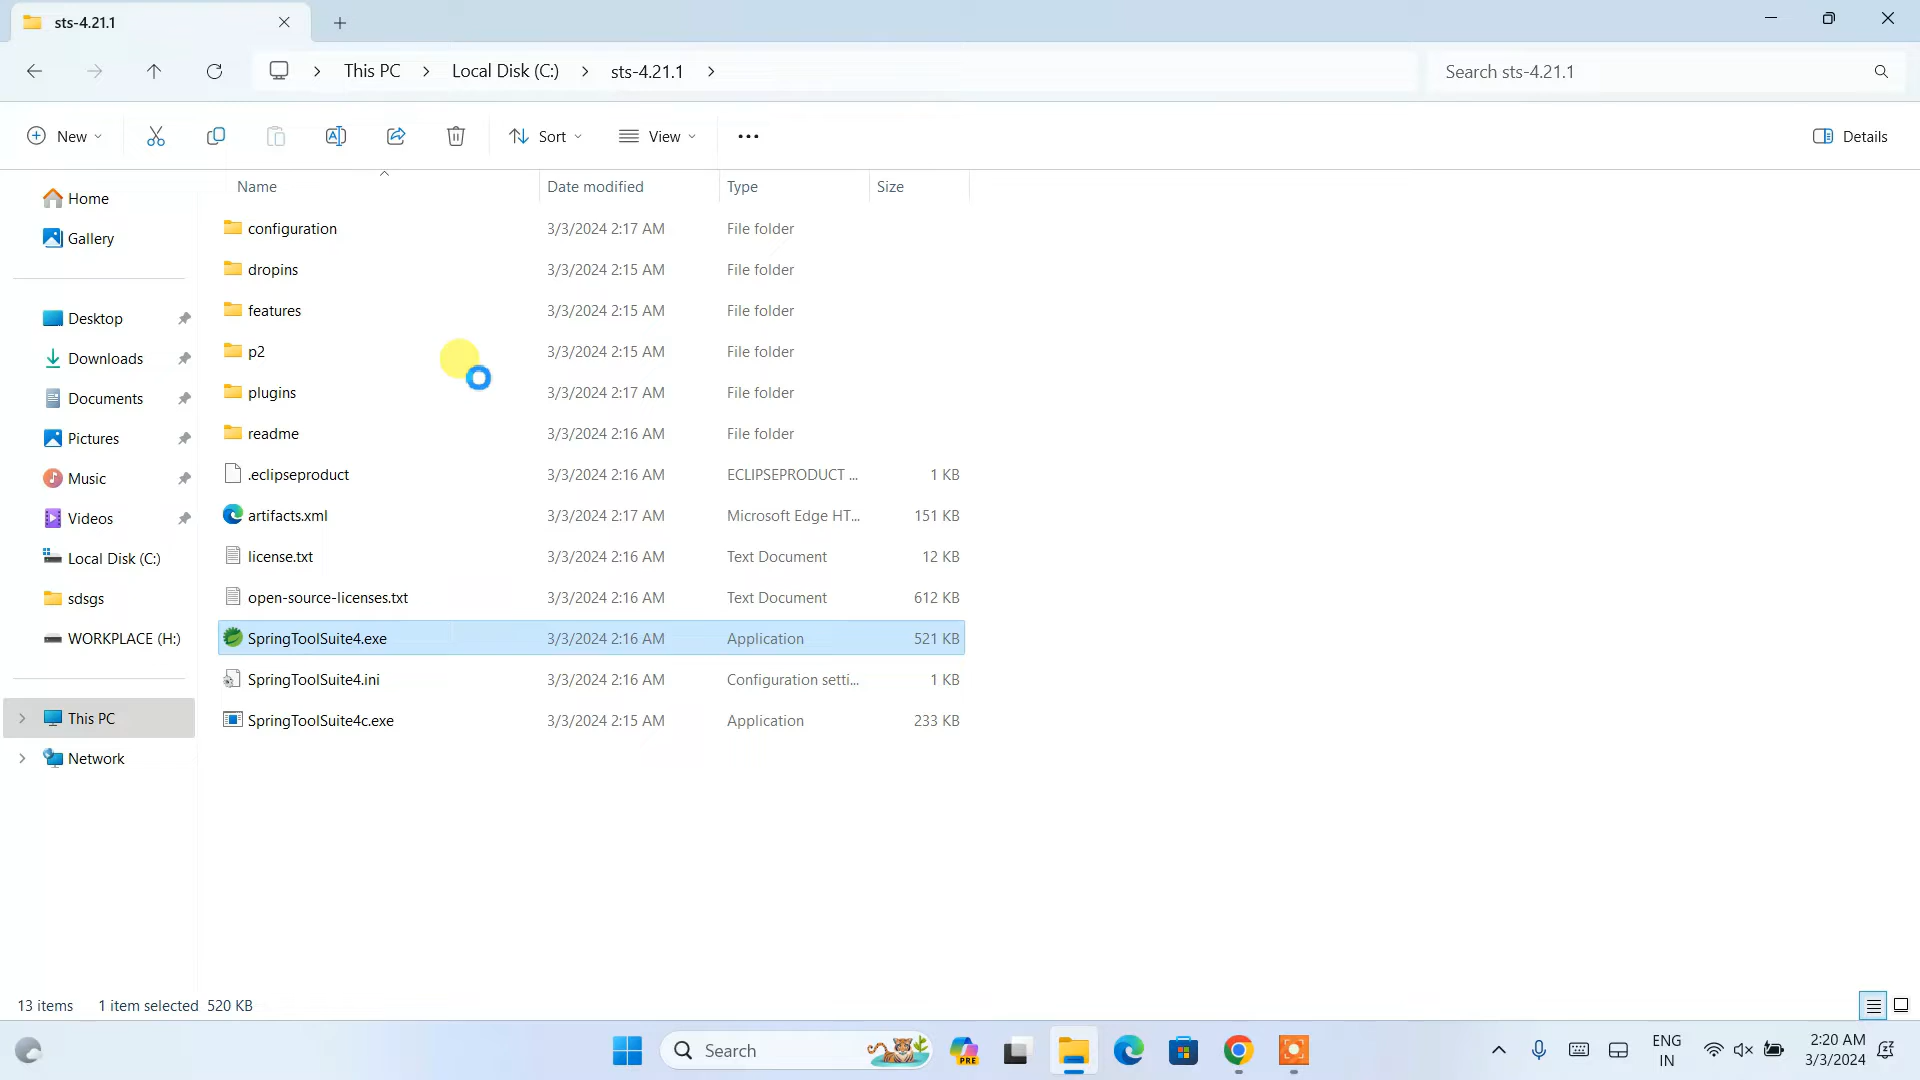 sts-4.21.1
This PC
Local Disk (C:)
sts-4.21.1
Search sts-4.21.1
New
Sort
View
Details
Name
Date modified
Type
Size
Home
Gallery
Desktop
Downloads
Documents
Pictures
Music
Videos
Local Disk (C:)
sdsgs
WORKPLACE (H:)
This PC
Network
configuration 3/3/2024 2:17 AM File folder
dropins 3/3/2024 2:15 AM File folder
features 3/3/2024 2:15 AM File folder
p2 3/3/2024 2:15 AM File folder
plugins 3/3/2024 2:17 AM File folder
readme 3/3/2024 2:16 AM File folder
.eclipseproduct 3/3/2024 2:16 AM ECLIPSEPRODUCT ... 1 KB
artifacts.xml 3/3/2024 2:17 AM Microsoft Edge HT... 151 KB
license.txt 3/3/2024 2:16 AM Text Document 12 KB
open-source-licenses.txt 3/3/2024 2:16 AM Text Document 612 KB
SpringToolSuite4.exe 3/3/2024 2:16 AM Application 521 KB
SpringToolSuite4.ini 3/3/2024 2:16 AM Configuration setti... 1 KB
SpringToolSuite4c.exe 3/3/2024 2:15 AM Application 233 KB
13 items 1 item selected 520 KB
Search
PRE
ENG
IN
2:20 AM
3/3/2024